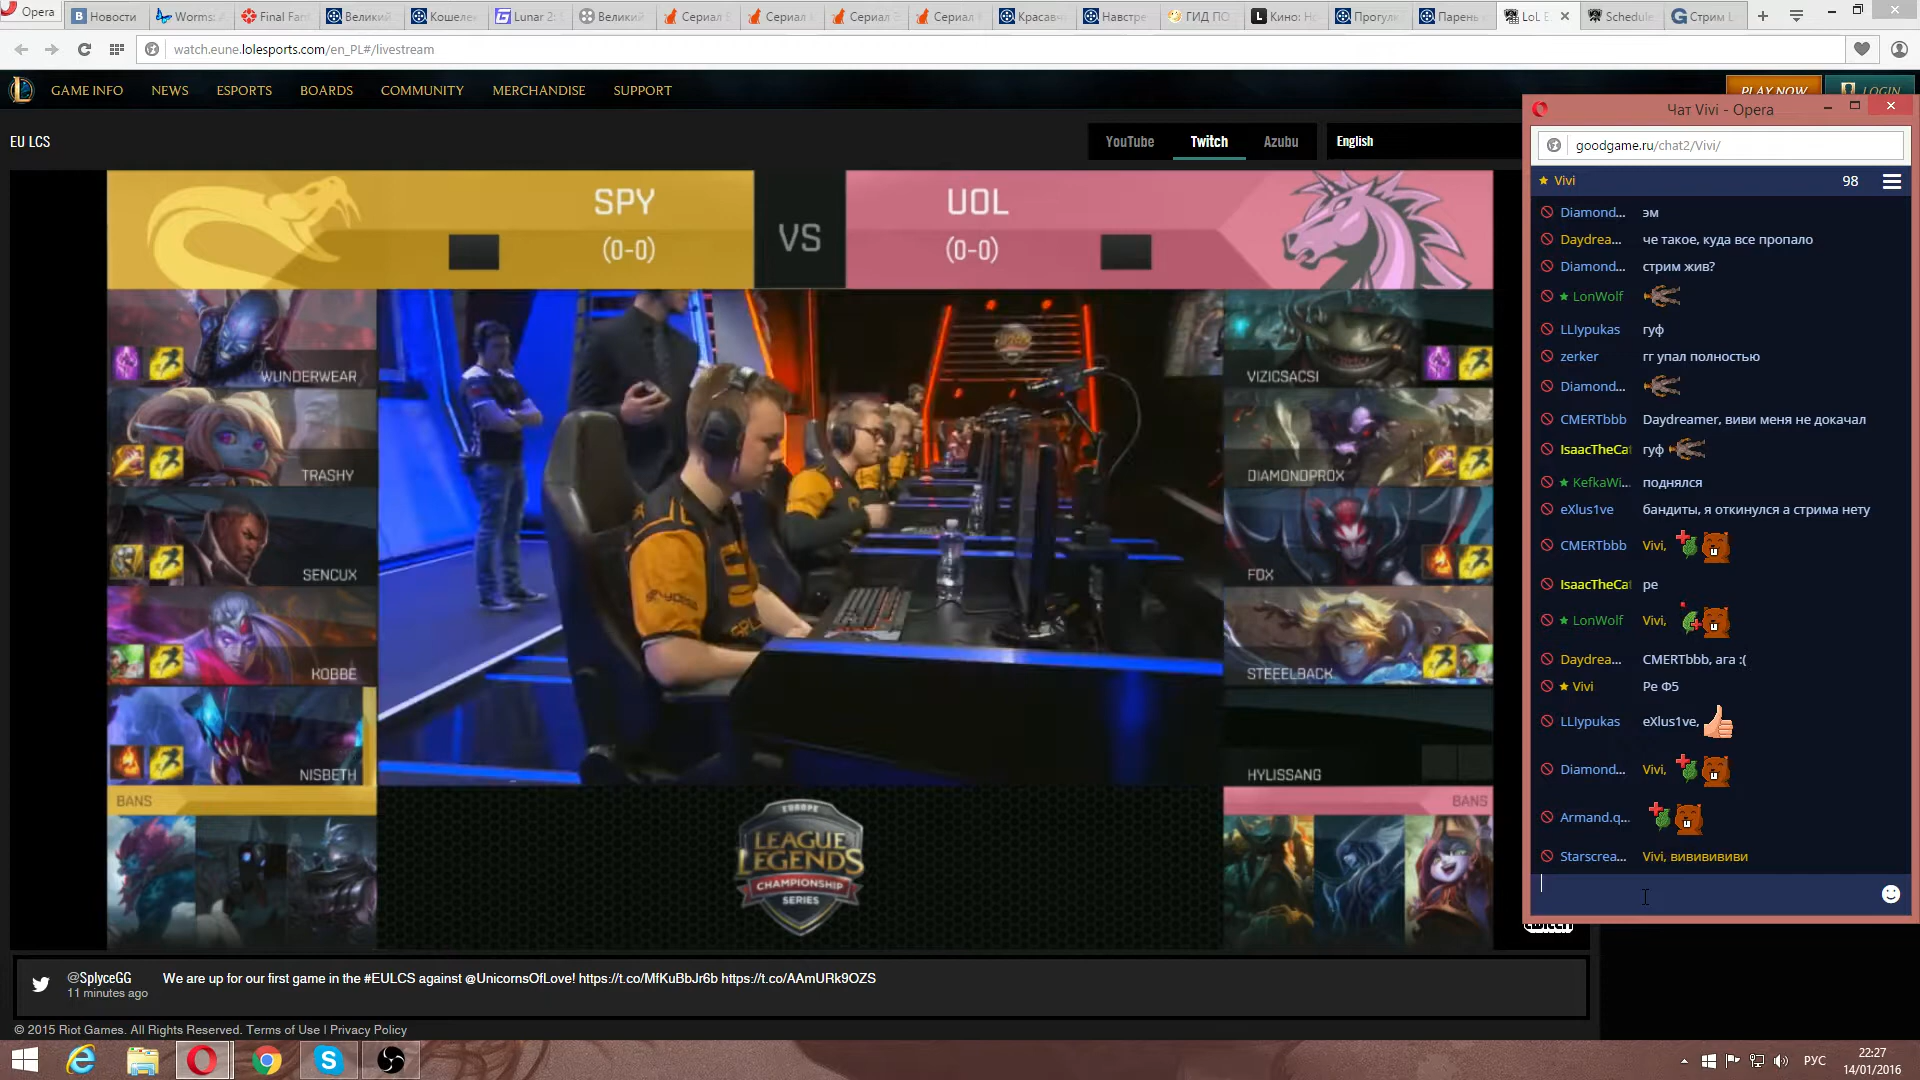 Opera
Новости
Worms:
Final Fant
Великий
Кошеле
Lunar 2:
Великий
Сериал
Сериал
Сериал
Сериал
Красавч
Навстре
ГИД ПО
Кино: Но
Прогулк
Парень
LoL E
Schedule
Стрим L
watch.eune.lolesports.com/en_PL#/livestream
GAME INFO NEWS ESPORTS BOARDS COMMUNITY MERCHANDISE SUPPORT
PLAY NOW LOGIN
EU LCS
YouTube Twitch Azubu English
SPY
(0-0)
VS
UOL
(0-0)
WUNDERWEAR
TRASHY
SENCUX
KOBBE
NISBETH
BANS
VIZICSACSI
DIAMONDPROX
FOX
STEEELBACK
HYLISSANG
BANS
EUROPE
LEAGUE
LEGENDS
CHAMPIONSHIP
SERIES
twitch
@SplyceGG We are up for our first game in the #EULCS against @UnicornsOfLove! https://t.co/MfKuBbJr6b https://t.co/AAmURk9OZS
11 minutes ago
© 2015 Riot Games. All Rights Reserved. Terms of Use | Privacy Policy
Чат Vivi - Opera
goodgame.ru/chat2/Vivi/
Vivi 98
Diamond... эм
Daydrea... че такое, куда все пропало
Diamond... стрим жив?
LonWolf
LLlypukas гуф
zerker гг упал полностью
Diamond...
CMERTbbb Daydreamer, виви меня не докачал
IsaacTheCat гуф
KefkaWi... поднялся
eXlus1ve бандиты, я откинулся а стрима нету
CMERTbbb Vivi,
IsaacTheCat ре
LonWolf Vivi,
Daydrea... CMERTbbb, ага :(
Vivi Ре Ф5
LLlypukas eXlus1ve,
Diamond... Vivi,
Armand.q...
Starscrea... Vivi, вививививи
РУС
22:27
14/01/2016